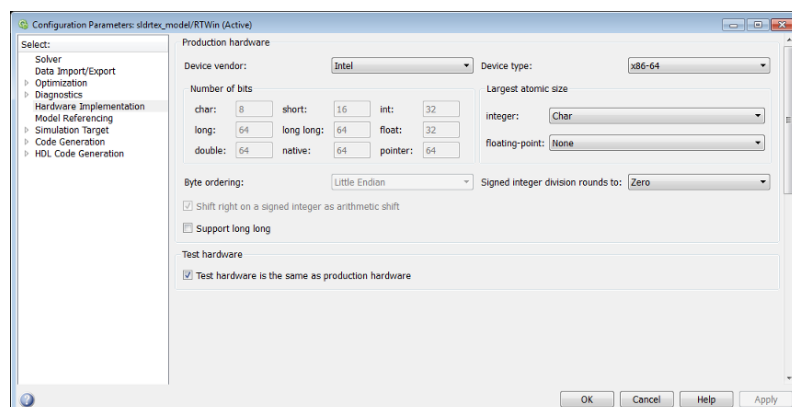 Configuration Parameters: sldrtex_model/RTWin (Active)
Select:
Solver
Data Import/Export
Optimization
Diagnostics
Hardware Implementation
Model Referencing
Simulation Target
Code Generation
HDL Code Generation
Production hardware
Device vendor: Intel Device type: x86-64
Number of bits Largest atomic size
char: 8 short: 16 int: 32
integer: Char
long: 64 long long: 64 float: 32
floating-point: None
double: 64 native: 64 pointer: 64
Byte ordering: Little Endian Signed integer division rounds to: Zero
Shift right on a signed integer as arithmetic shift
Support long long
Test hardware
Test hardware is the same as production hardware
OK Cancel Help Apply